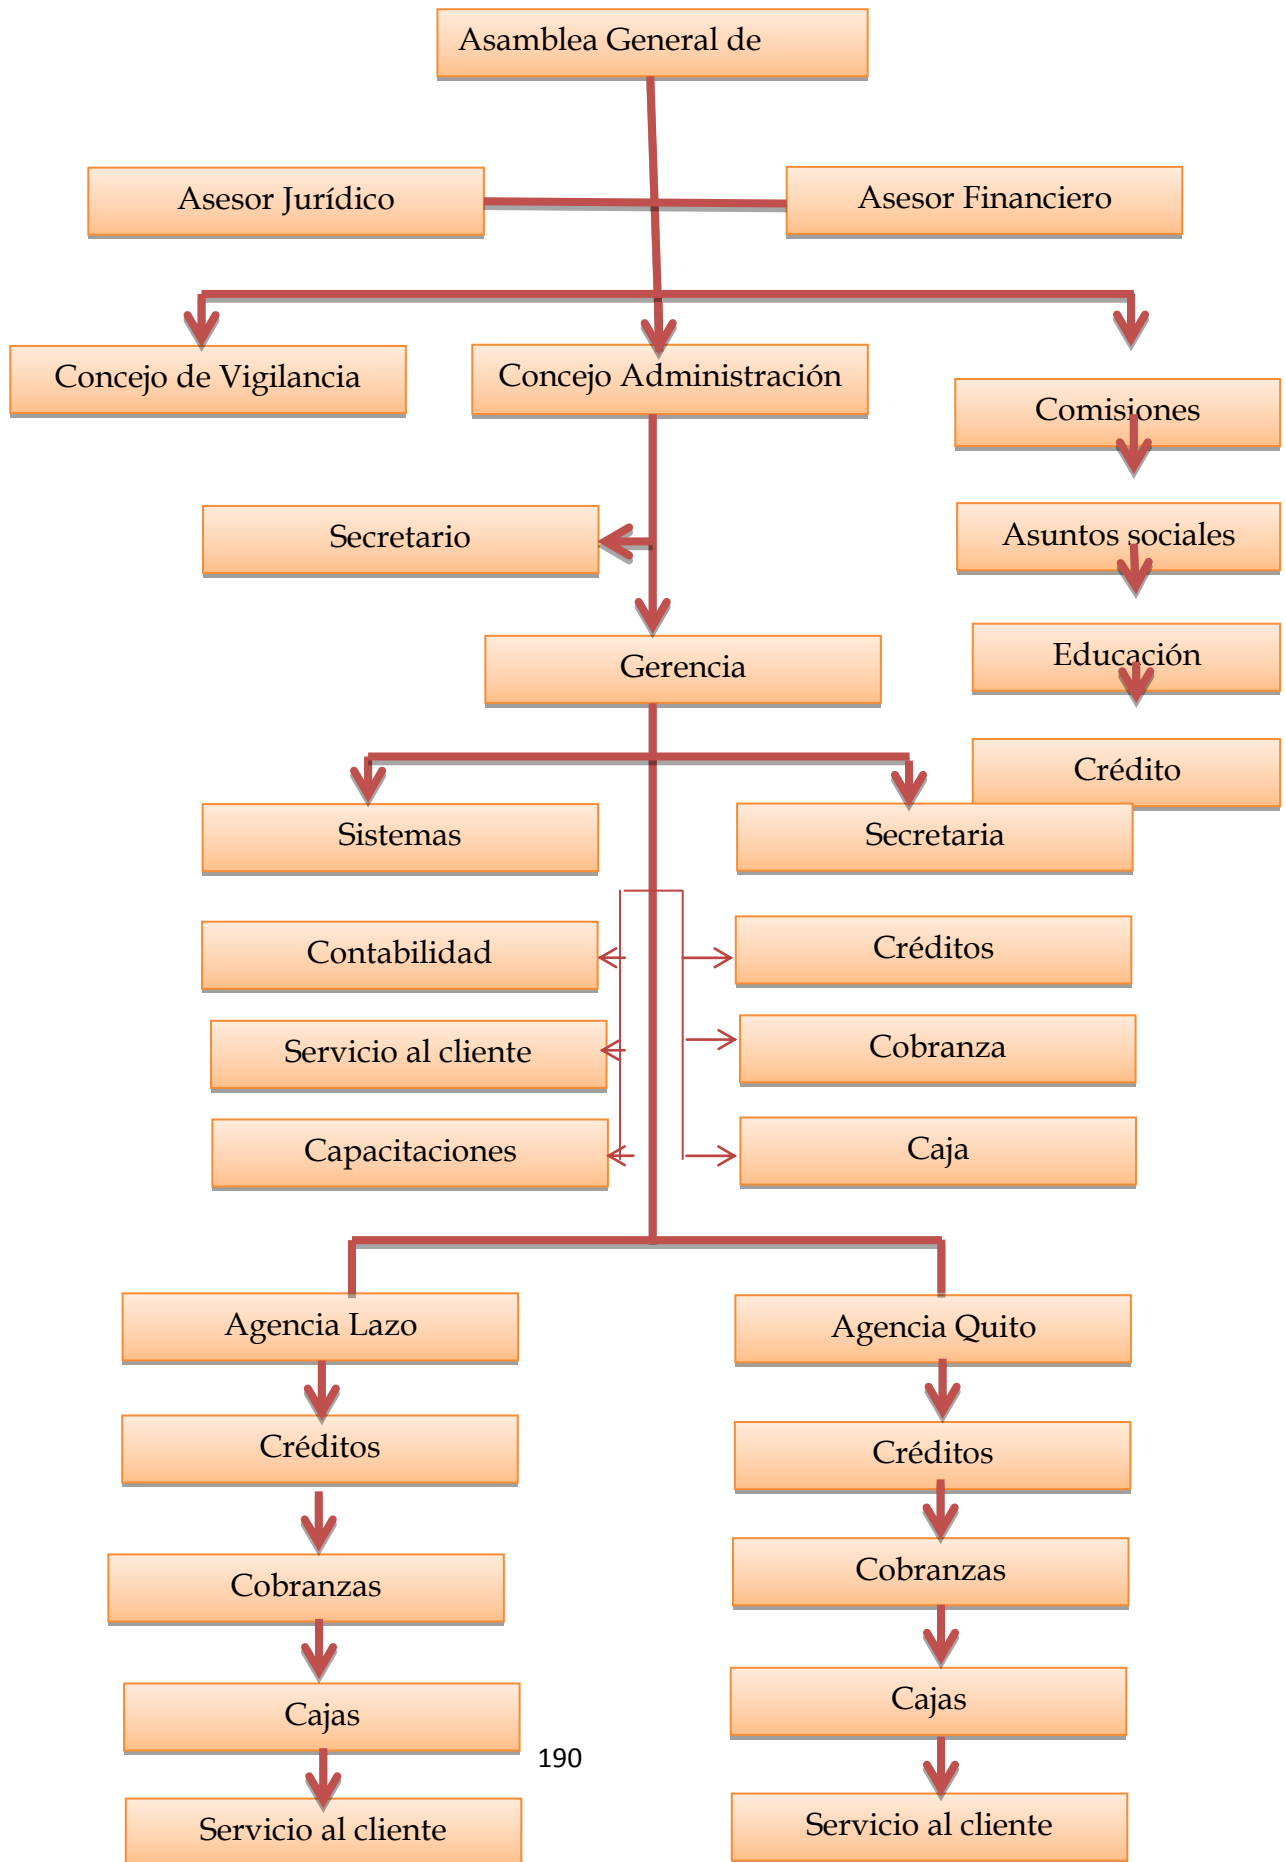 Asamblea General de
Asesor Jurídico
Asesor Financiero
Concejo de Vigilancia
Concejo Administración
Comisiones
Secretario
Asuntos sociales
Gerencia
Educación
Crédito
Sistemas
Secretaria
Contabilidad
Créditos
Servicio al cliente
Cobranza
Capacitaciones
Caja
Agencia Lazo
Agencia Quito
Créditos
Créditos
Cobranzas
Cobranzas
Cajas
Cajas
190
Servicio al cliente
Servicio al cliente